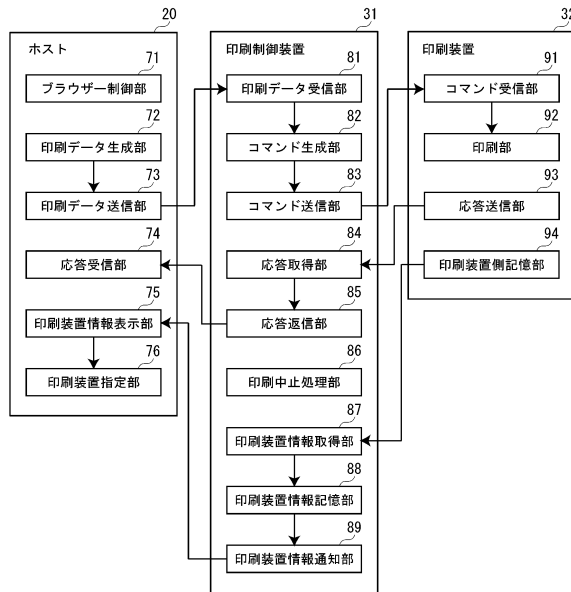 20
ホスト
71
ブラウザー制御部
72
印刷データ生成部
73
印刷データ送信部
74
応答受信部
75
印刷装置情報表示部
76
印刷装置指定部
31
印刷制御装置
81
印刷データ受信部
82
コマンド生成部
83
コマンド送信部
84
応答取得部
85
応答返信部
86
印刷中止処理部
87
印刷装置情報取得部
88
印刷装置情報記憶部
89
印刷装置情報通知部
32
印刷装置
91
コマンド受信部
92
印刷部
93
応答送信部
94
印刷装置側記憶部